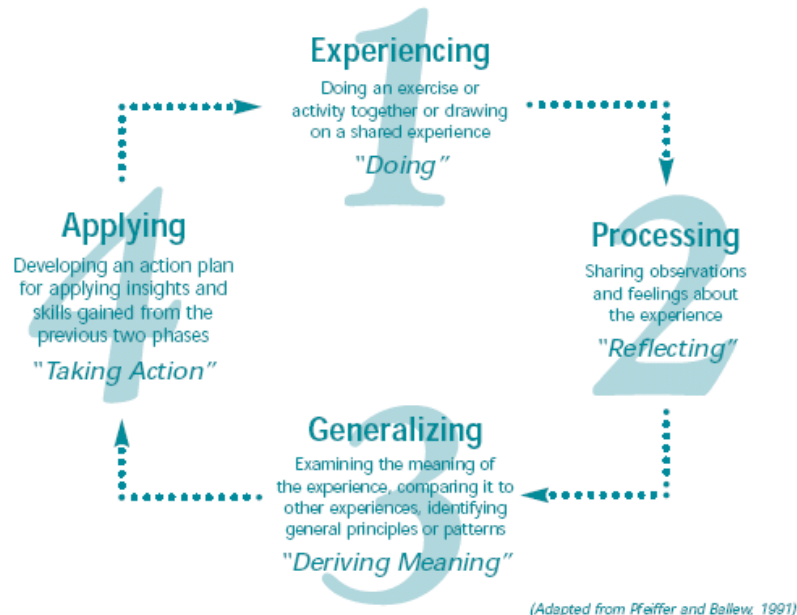 1
Experiencing
Doing an exercise or
activity together or drawing
on a shared experience
"Doing"
2
Processing
Sharing observations
and feelings about
the experience
"Reflecting"
3
Generalizing
Examining the meaning of
the experience, comparing it to
other experiences, identifying
general principles or patterns
"Deriving Meaning"
4
Applying
Developing an action plan
for applying insights and
skills gained from the
previous two phases
"Taking Action"
(Adapted from Pfeiffer and Ballew, 1991)